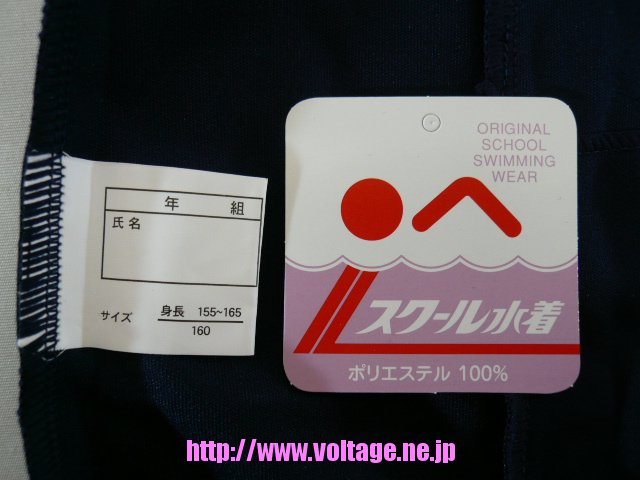 年 組
氏名
サイズ 身長 155~165
160
ORIGINAL
SCHOOL
SWIMMING
WEAR
スクール水着
ポリエステル 100%
http://www.voltage.ne.jp